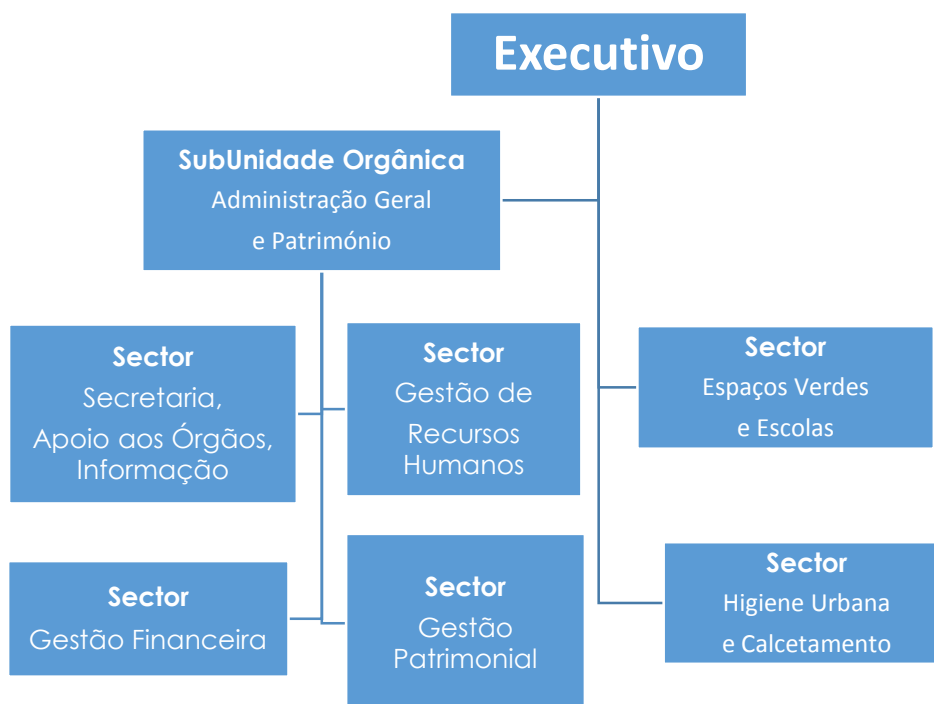 Executivo
SubUnidade Orgânica
Administração Geral
e Património
Sector
Secretaria,
Apoio aos Órgãos,
Informação
Sector
Gestão de
Recursos
Humanos
Sector
Espaços Verdes
e Escolas
Sector
Gestão Financeira
Sector
Gestão
Patrimonial
Sector
Higiene Urbana
e Calcetamento